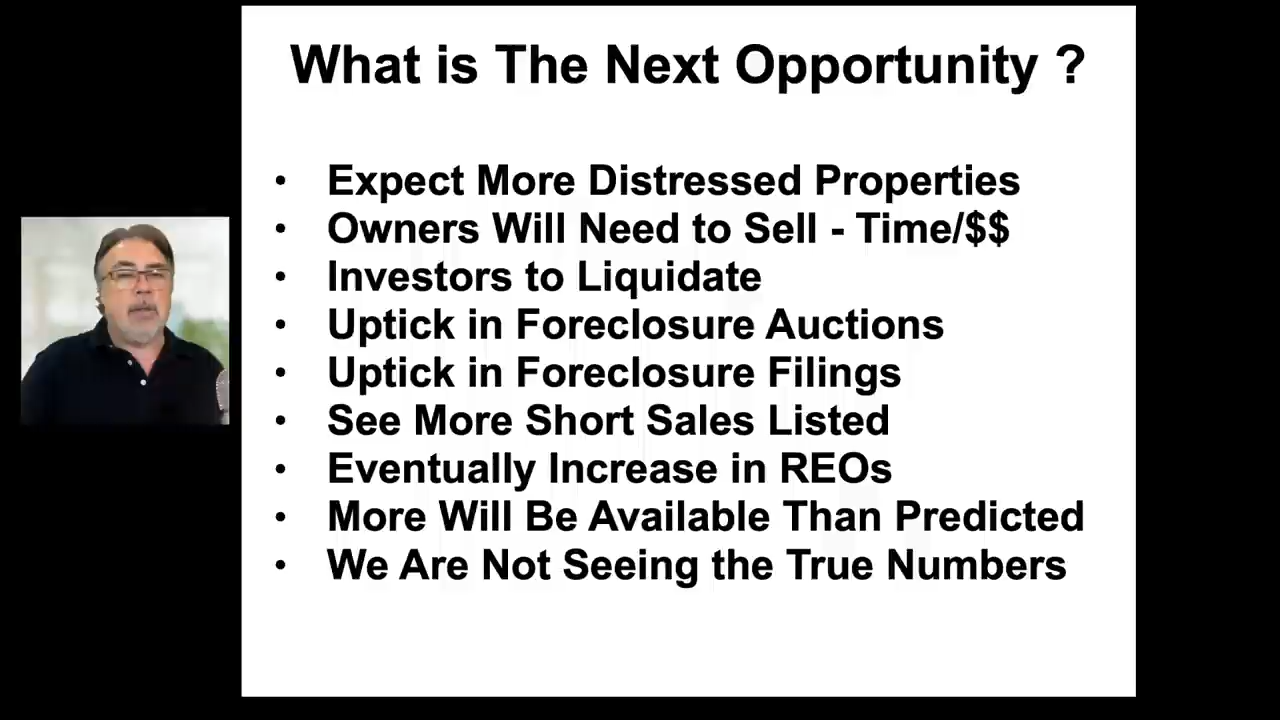 What is The Next Opportunity ?
• Expect More Distressed Properties
• Owners Will Need to Sell - Time/$$
• Investors to Liquidate
• Uptick in Foreclosure Auctions
• Uptick in Foreclosure Filings
• See More Short Sales Listed
• Eventually Increase in REOs
• More Will Be Available Than Predicted
• We Are Not Seeing the True Numbers